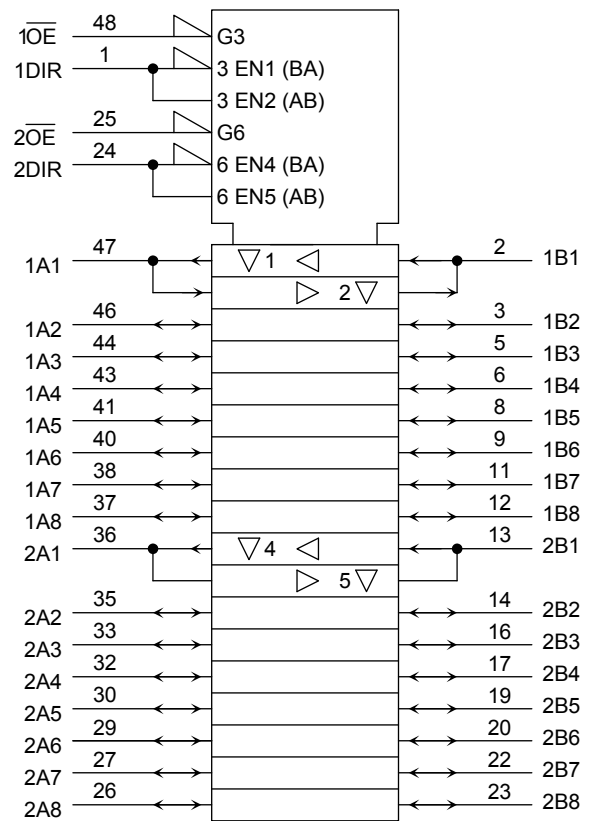 1OE 48 G3
1DIR 1 3 EN1 (BA)
3 EN2 (AB)
2OE 25 G6
2DIR 24 6 EN4 (BA)
6 EN5 (AB)
1A1 47 1 2 1B1
2
1A2 46 3 1B2
1A3 44 5 1B3
1A4 43 6 1B4
1A5 41 8 1B5
1A6 40 9 1B6
1A7 38 11 1B7
1A8 37 12 1B8
2A1 36 4 13 2B1
5
2A2 35 14 2B2
2A3 33 16 2B3
2A4 32 17 2B4
2A5 30 19 2B5
2A6 29 20 2B6
2A7 27 22 2B7
2A8 26 23 2B8